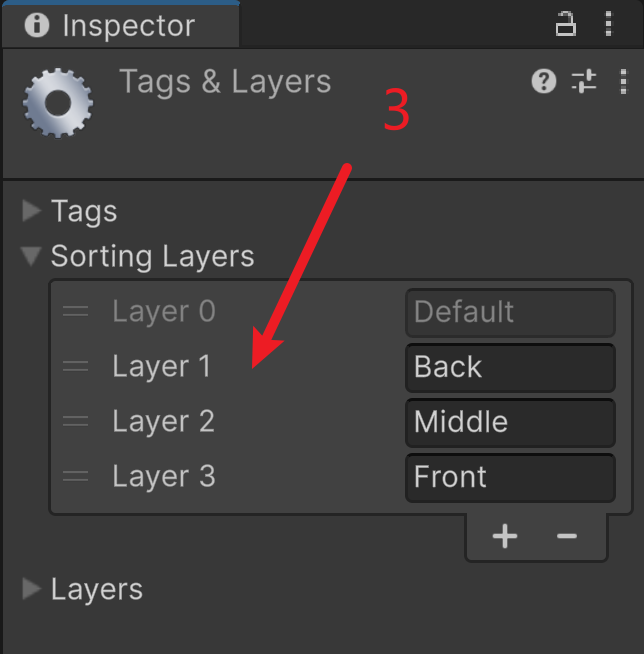 Inspector
Tags & Layers
3
Tags
Sorting Layers
Layer 0 Default
Layer 1 Back
Layer 2 Middle
Layer 3 Front
Layers